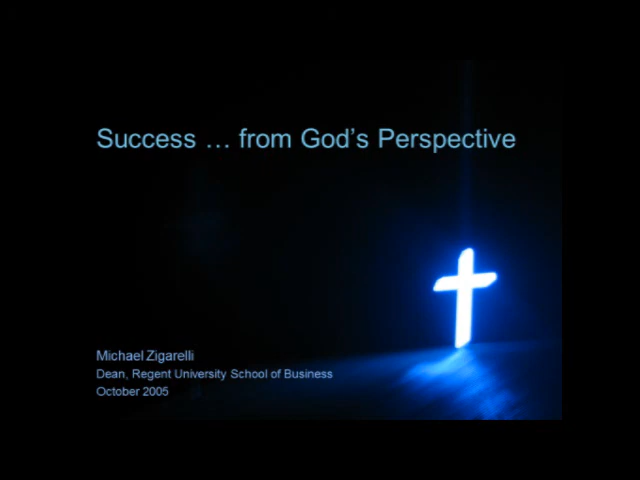 Success … from God's Perspective
Michael Zigarelli
Dean, Regent University School of Business
October 2005